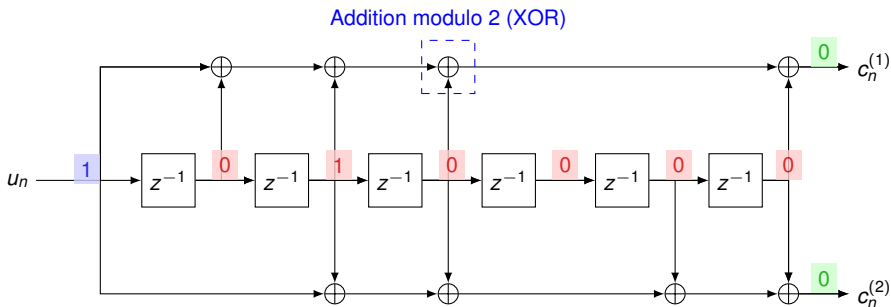 Addition modulo 2 (XOR)
0 c_n^{(1)}
u_n 1 z^{-1} 0 z^{-1} 1 z^{-1} 0 z^{-1} 0 z^{-1} 0 z^{-1} 0
0 c_n^{(2)}